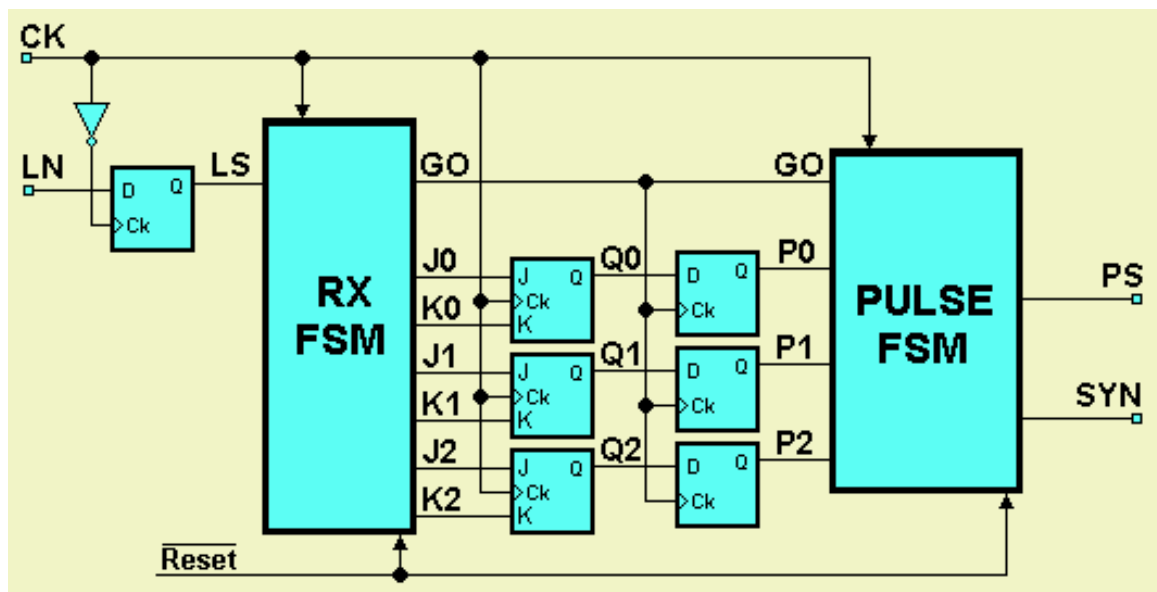 CK
LN
D
Q
Ck
LS
RX
FSM
GO
GO
J0
K0
J1
K1
J2
K2
J
Q
Ck
K
J
Q
Ck
K
J
Q
Ck
K
Q0
Q1
Q2
D
Q
Ck
D
Q
Ck
D
Q
Ck
P0
P1
P2
PULSE
FSM
PS
SYN
Reset